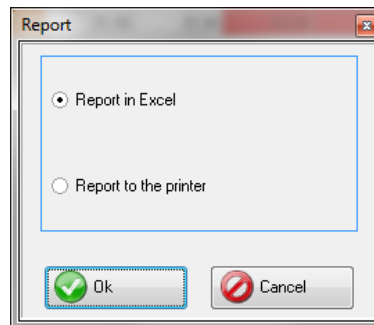 Report
Report in Excel
Report to the printer
Ok
Cancel